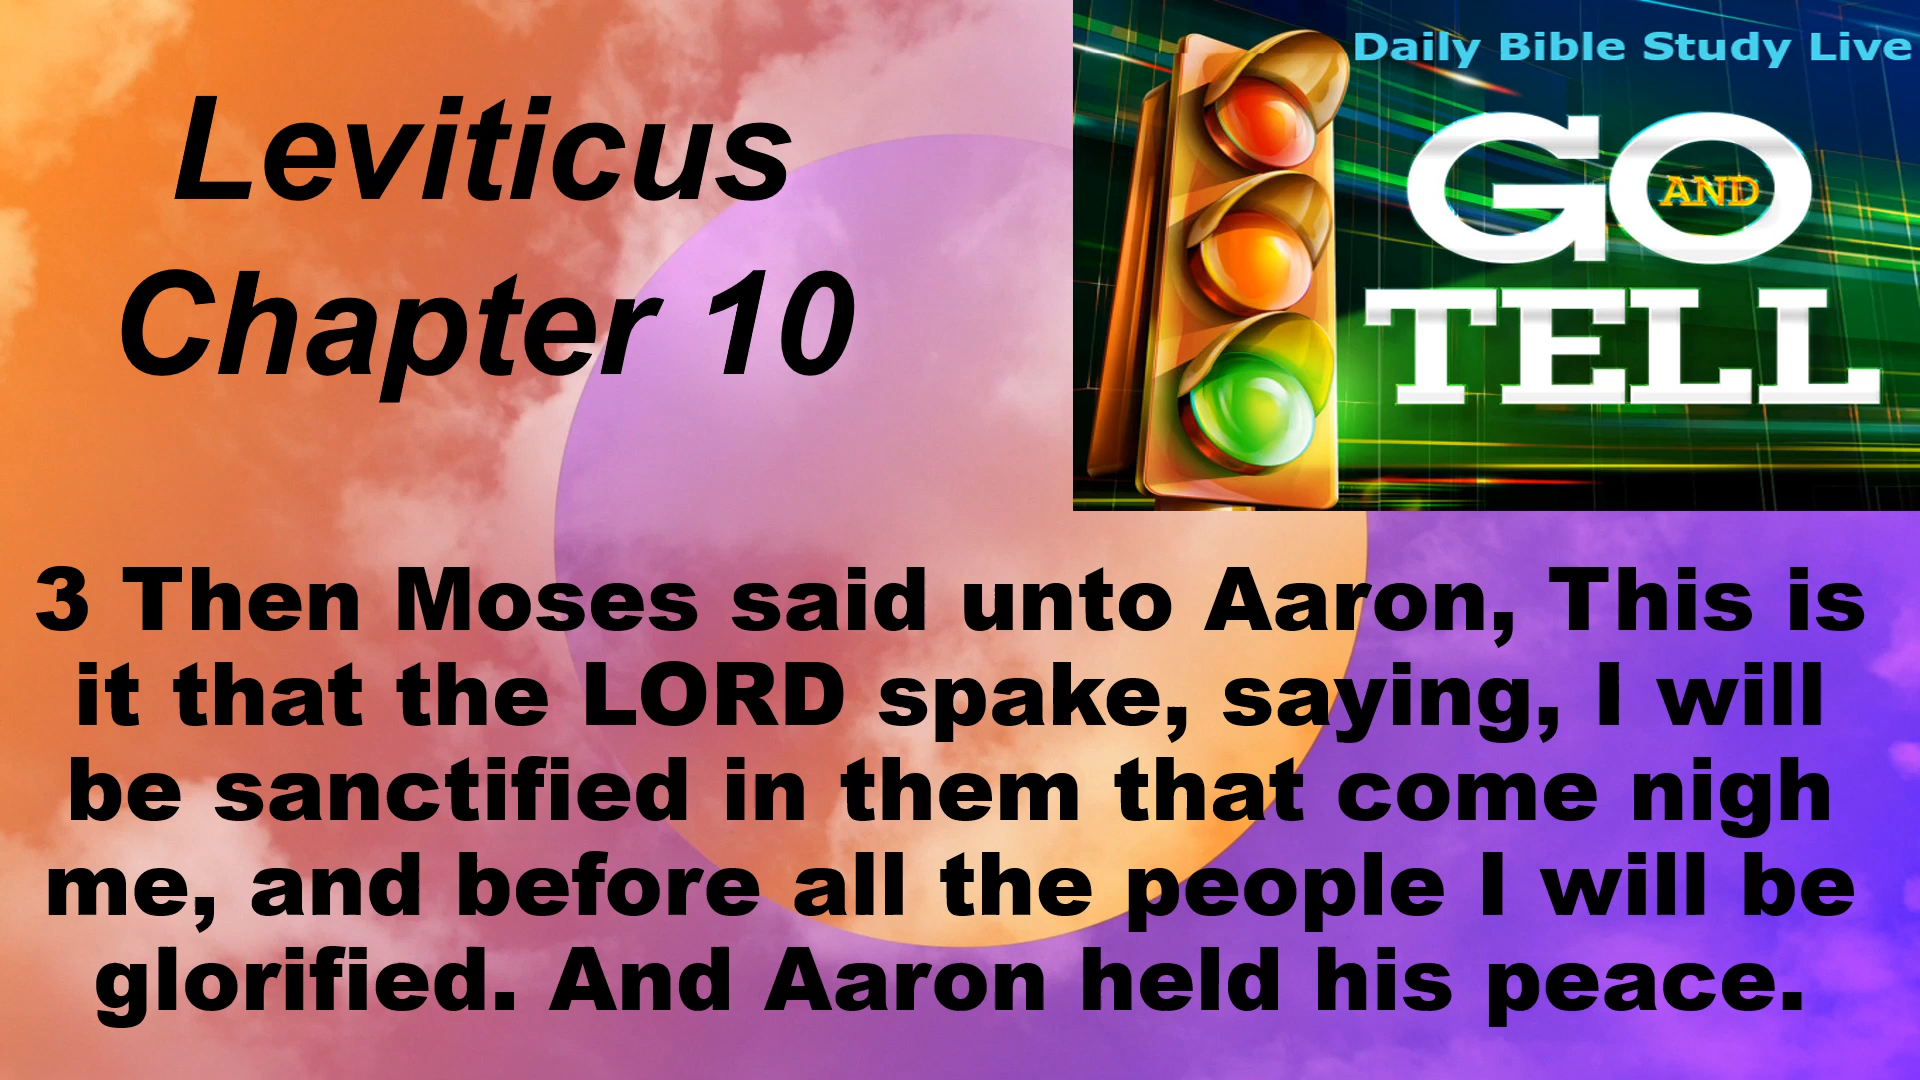 Leviticus
Chapter 10
Daily Bible Study Live
GO AND
TELL
3 Then Moses said unto Aaron, This is
it that the LORD spake, saying, I will
be sanctified in them that come nigh
me, and before all the people I will be
glorified. And Aaron held his peace.